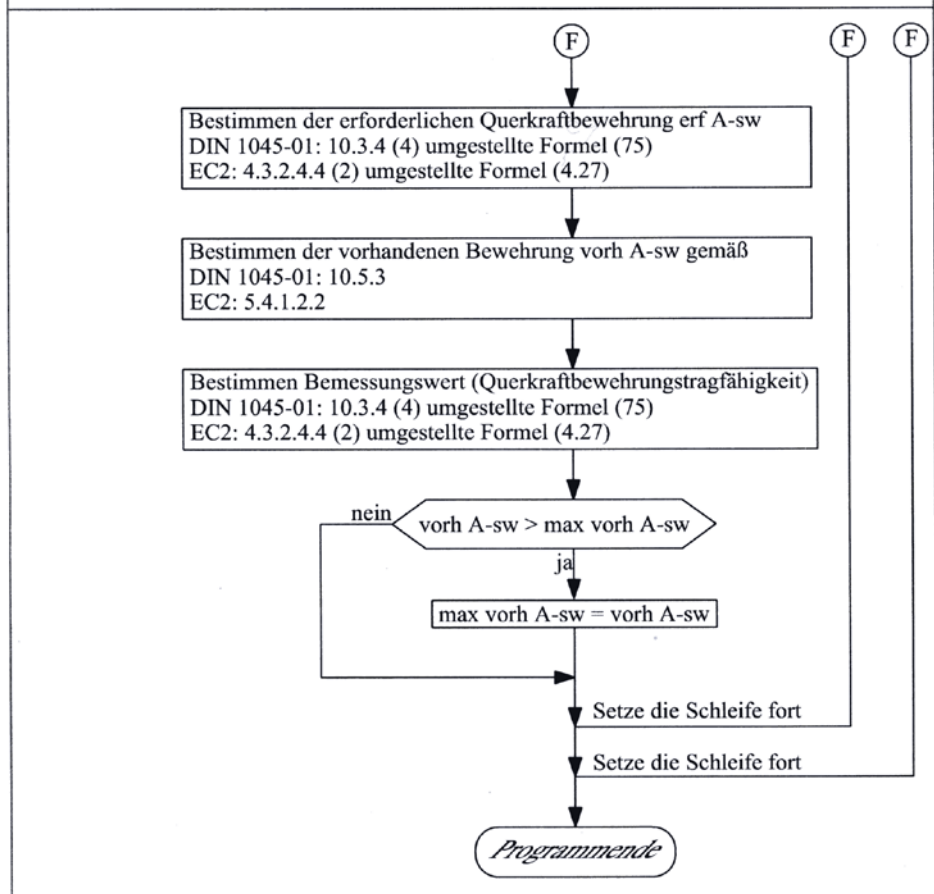 F
F
F
Bestimmen der erforderlichen Querkraftbewehrung erf A-sw
DIN 1045-01: 10.3.4 (4) umgestellte Formel (75)
EC2: 4.3.2.4.4 (2) umgestellte Formel (4.27)
Bestimmen der vorhandenen Bewehrung vorh A-sw gemäß
DIN 1045-01: 10.5.3
EC2: 5.4.1.2.2
Bestimmen Bemessungswert (Querkraftbewehrungstragfähigkeit)
DIN 1045-01: 10.3.4 (4) umgestellte Formel (75)
EC2: 4.3.2.4.4 (2) umgestellte Formel (4.27)
nein
vorh A-sw > max vorh A-sw
ja
max vorh A-sw = vorh A-sw
Setze die Schleife fort
Setze die Schleife fort
Programmende